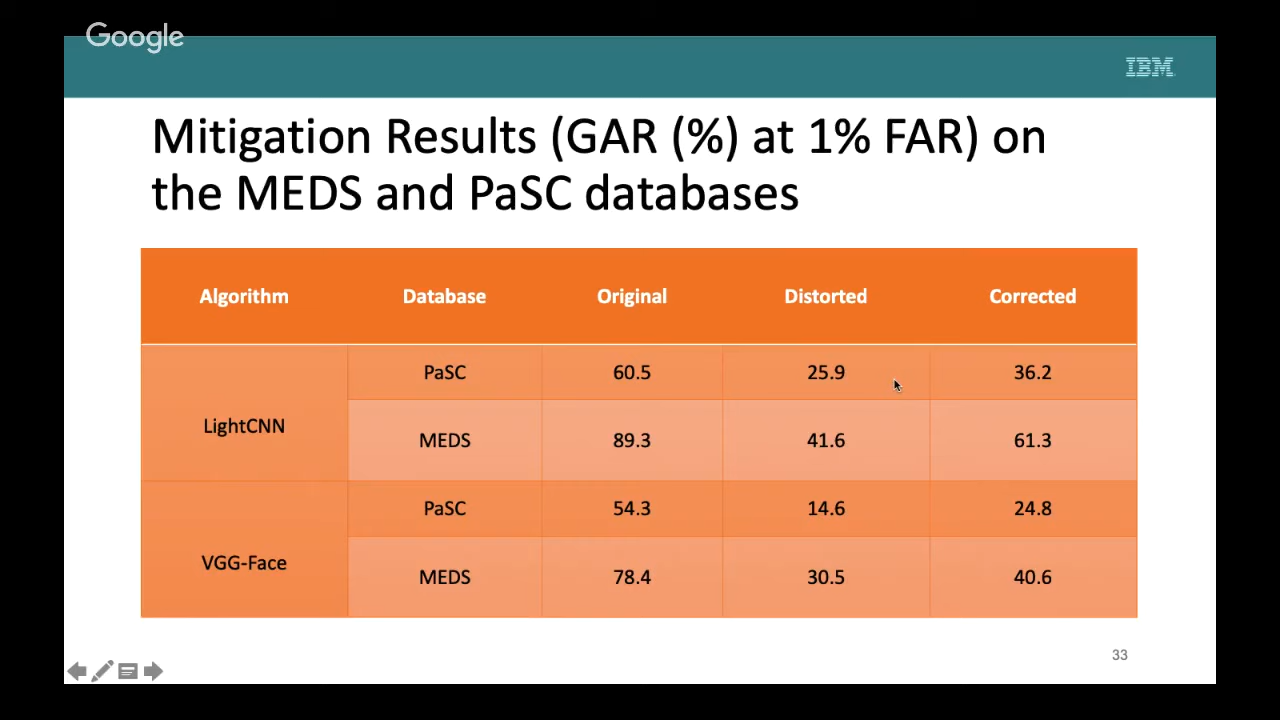 Google
IBM
Mitigation Results (GAR (%) at 1% FAR) on
the MEDS and PaSC databases
Algorithm Database Original Distorted Corrected
LightCNN
PaSC 60.5 25.9 36.2
MEDS 89.3 41.6 61.3
VGG-Face
PaSC 54.3 14.6 24.8
MEDS 78.4 30.5 40.6
33